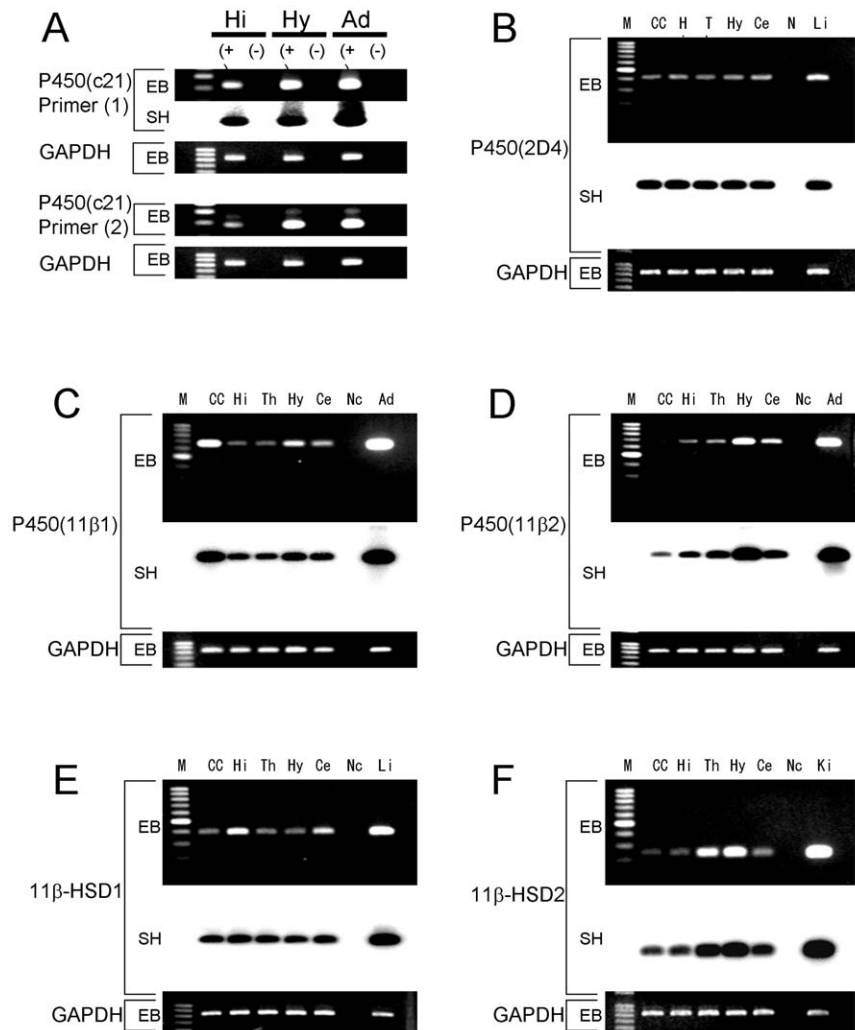 A
Hi Hy Ad
(+ (-) (+ (-) (+ (-)
P450(c21)
Primer (1)
EB
SH
GAPDH EB
P450(c21)
Primer (2)
EB
GAPDH EB
B
M CC H T Hy Ce N Li
EB
P450(2D4)
SH
GAPDH EB
C
M CC Hi Th Hy Ce Nc Ad
EB
P450(11β1)
SH
GAPDH EB
D
M CC Hi Th Hy Ce Nc Ad
EB
P450(11β2)
SH
GAPDH EB
E
M CC Hi Th Hy Ce Nc Li
EB
11β-HSD1
SH
GAPDH EB
F
M CC Hi Th Hy Ce Nc Ki
EB
11β-HSD2
SH
GAPDH EB